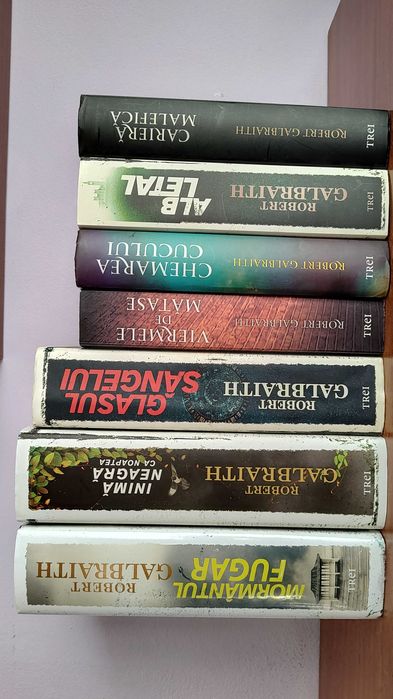 CARIERĂ
MALEFICĂ
ROBERT GALBRAITH
TREI
ALB
LETAL
ROBERT
GALBRAITH
TREI
CHEMAREA
CUCULUI
ROBERT GALBRAITH
TREI
VIERMELE
DE
MĂTASE
ROBERT GALBRAITH
TREI
GLASUL
SÂNGELUI
ROBERT
GALBRAITH
TREI
INIMĂ
NEAGRĂ
CA NOAPTEA
ROBERT
GALBRAITH
TREI
ROBERT
GALBRAITH
MORMÂNTUL
FUGAR
TREI